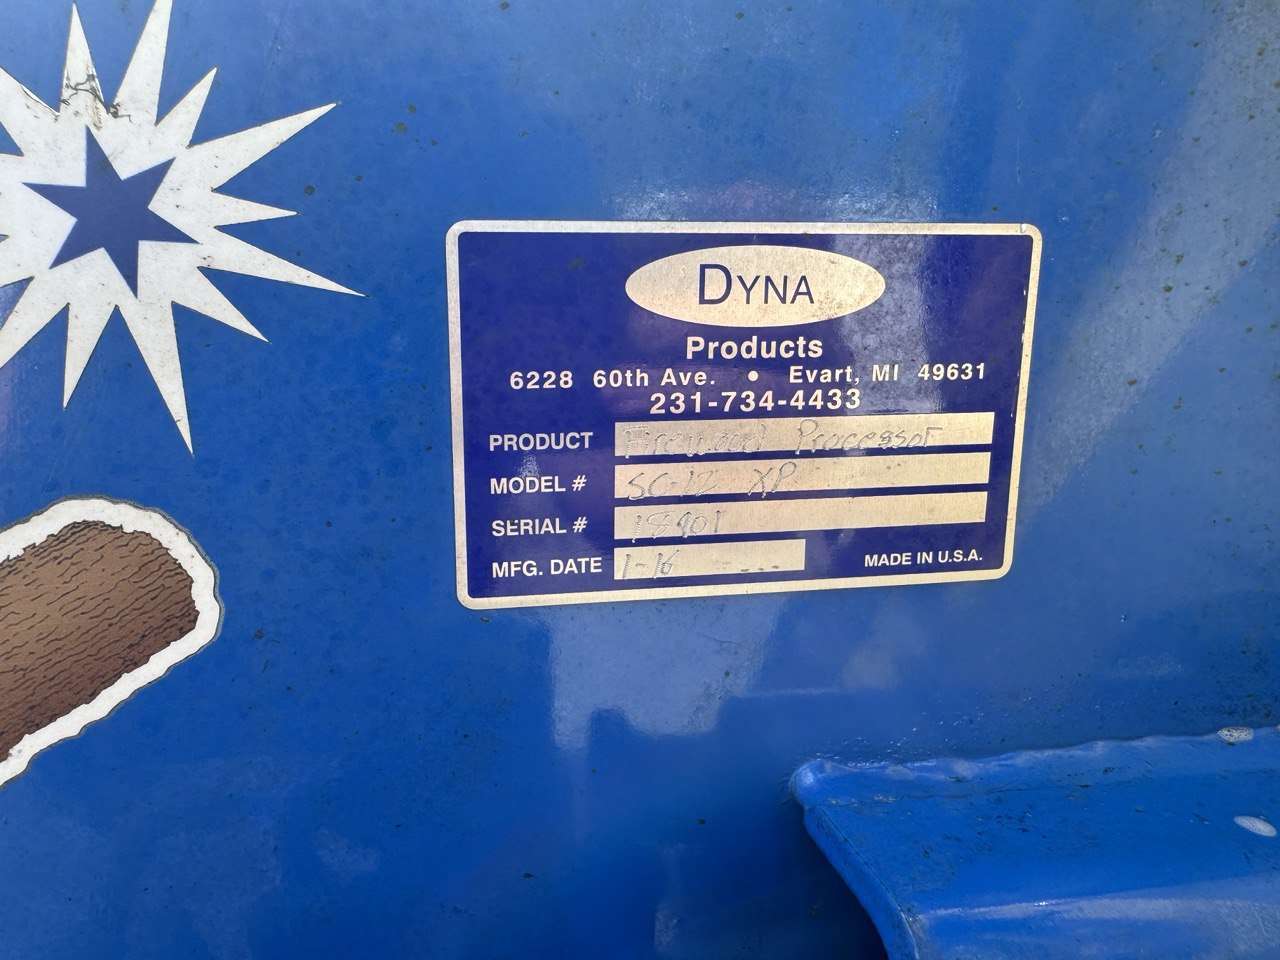 DYNA
Products
6228 60th Ave. • Evart, MI 49631
231-734-4433
PRODUCT Firewood Processor
MODEL # SC-12 XP
SERIAL # 18901
MFG. DATE 1-16
MADE IN U.S.A.